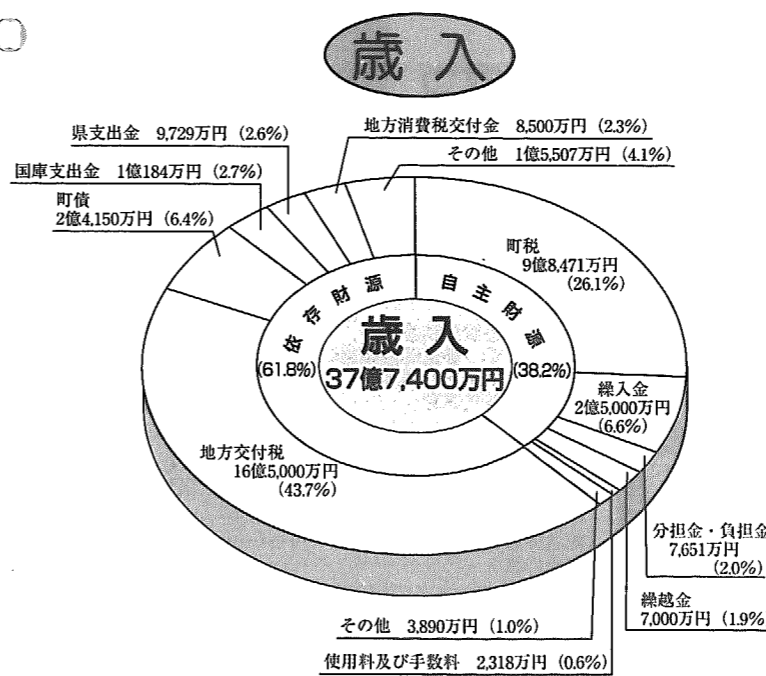 歳入
県支出金 9,729万円 (2.6%)
地方消費税交付金 8,500万円 (2.3%)
その他 1億5,507万円 (4.1%)
国庫支出金 1億184万円 (2.7%)
町債
2億4,150万円 (6.4%)
町税
9億8,471万円
(26.1%)
依存財源
(61.8%)
自主財源
(38.2%)
歳入
37億7,400万円
繰入金
2億5,000万円
(6.6%)
地方交付税
16億5,000万円
(43.7%)
分担金・負担金
7,651万円
(2.0%)
繰越金
7,000万円 (1.9%
その他 3,890万円 (1.0%)
使用料及び手数料 2,318万円 (0.6%)